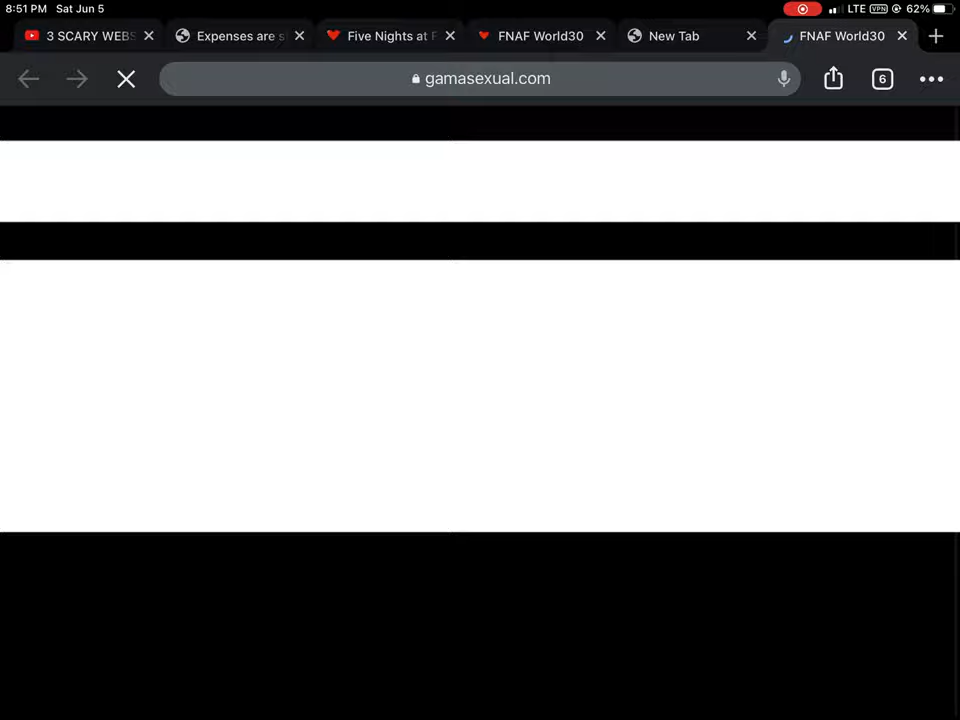 8:51 PM Sat Jun 5 LTE VPN 62%
3 SCARY WEBS Expenses are s Five Nights at F FNAF World30 New Tab FNAF World30
gamasexual.com 6